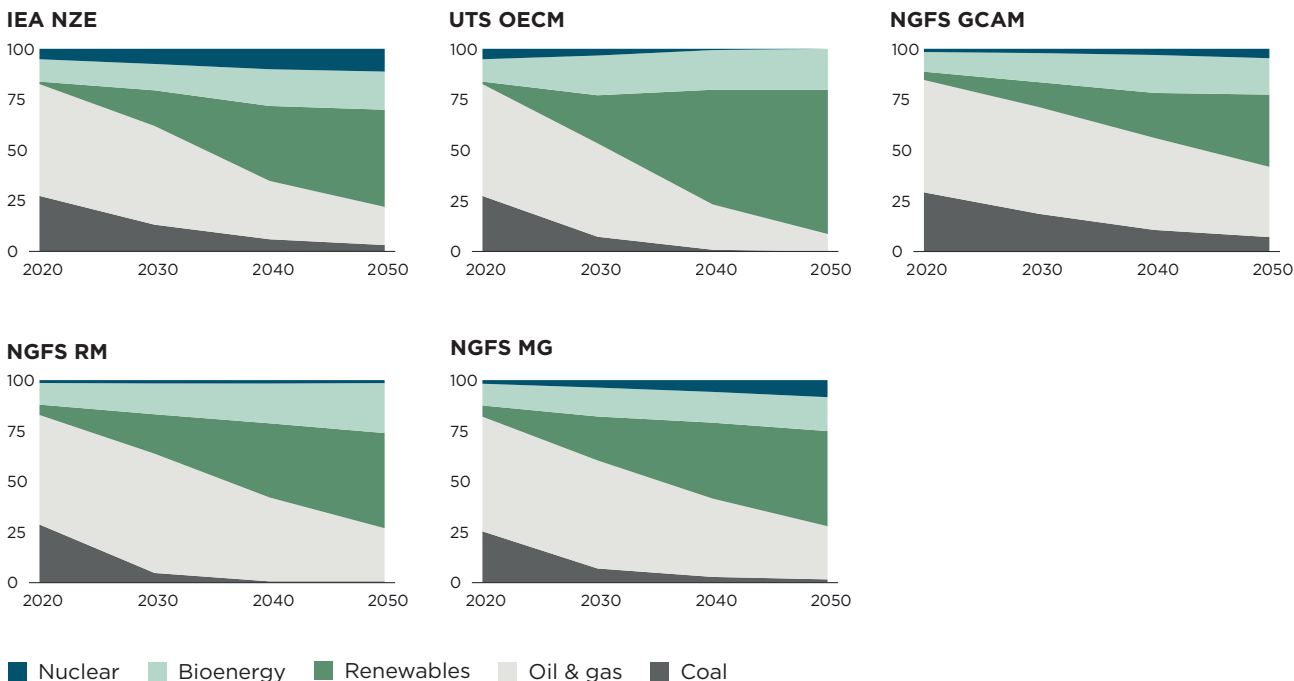 IEA NZE
UTS OECM
NGFS GCAM
100
75
50
25
0
2020 2030 2040 2050
100
75
50
25
0
2020 2030 2040 2050
100
75
50
25
0
2020 2030 2040 2050
NGFS RM
NGFS MG
100
75
50
25
0
2020 2030 2040 2050
100
75
50
25
0
2020 2030 2040 2050
Nuclear Bioenergy Renewables Oil & gas Coal